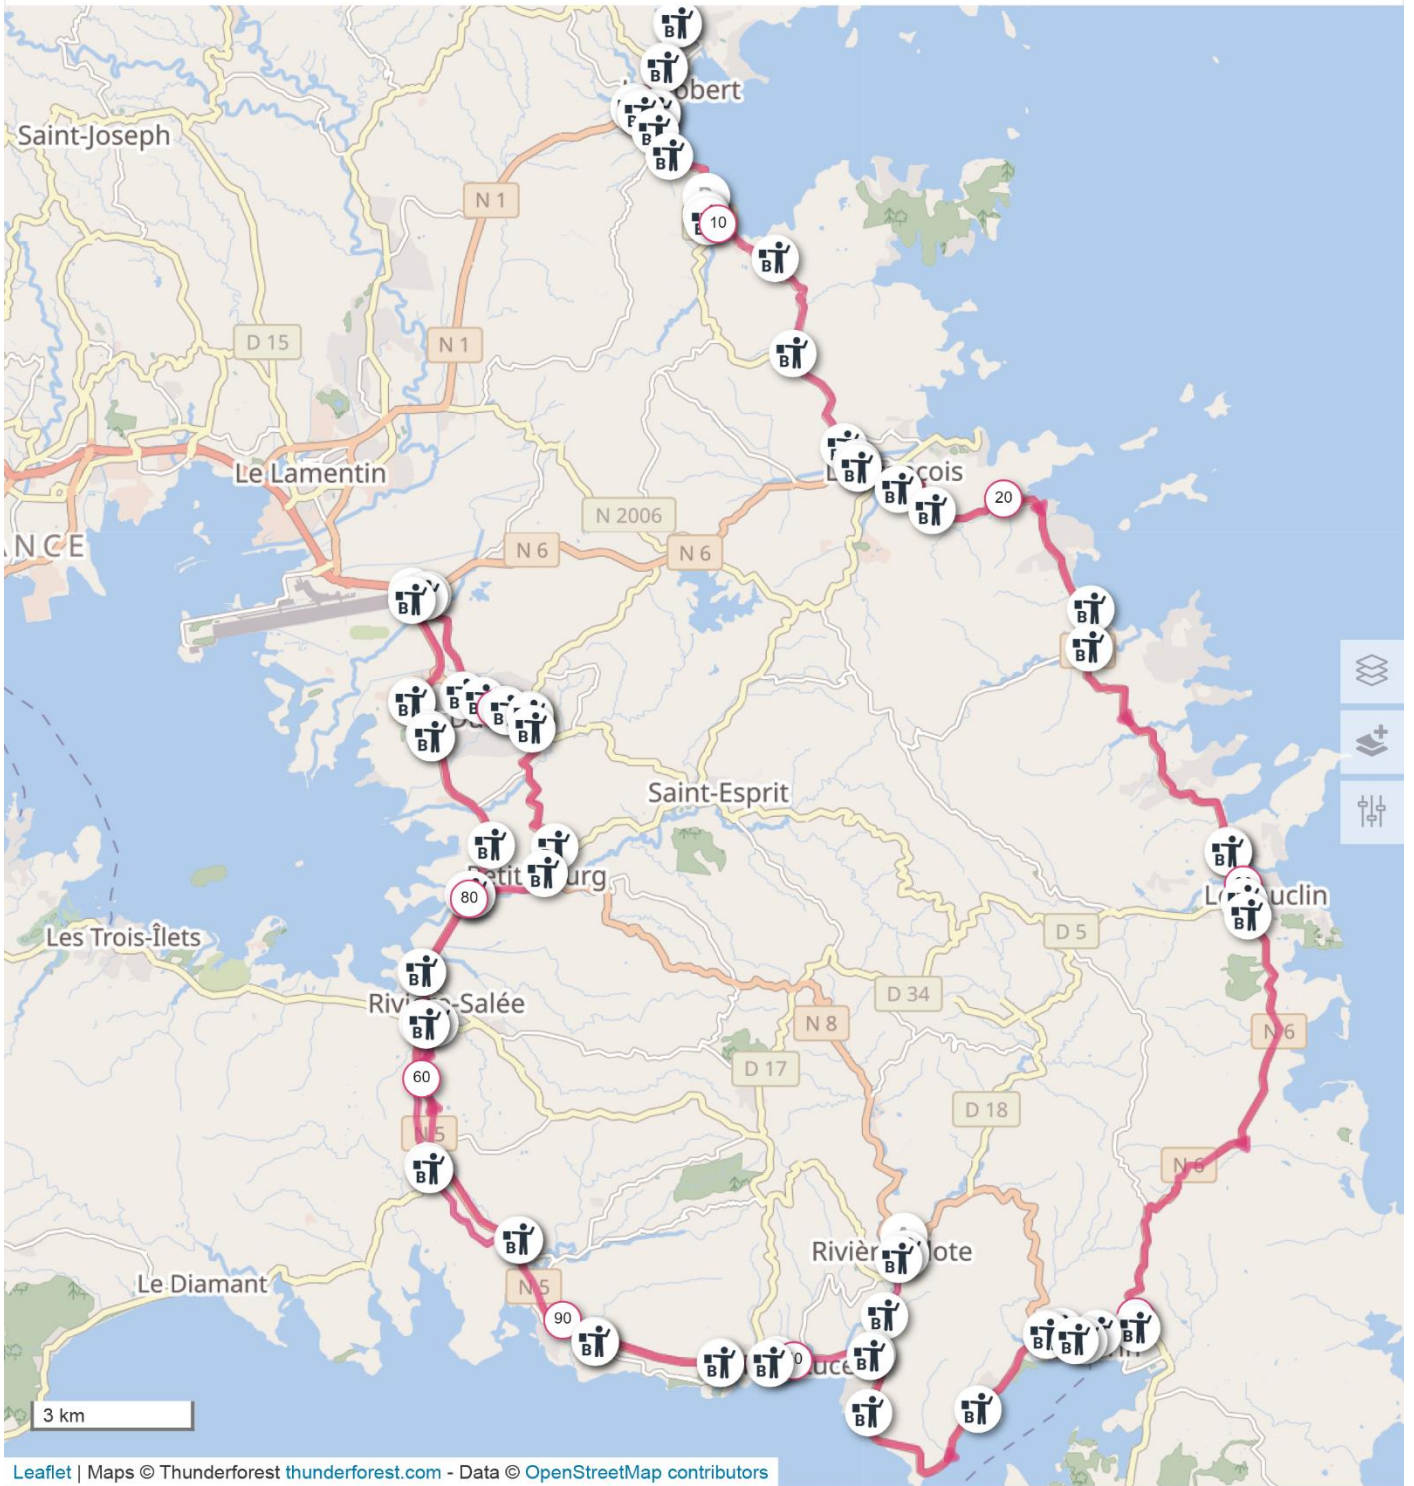 Saint-Joseph
N 1
10
D 15
N 1
Le Lamentin
20
N 2006
N 6
N 6
Saint-Esprit
80
Les Trois-Îlets
D 5
D 34
N 8
N 6
60
D 17
D 18
N 5
N 6
Le Diamant
N 5
90
3 km
Leaflet | Maps © Thunderforest thunderforest.com - Data © OpenStreetMap contributors